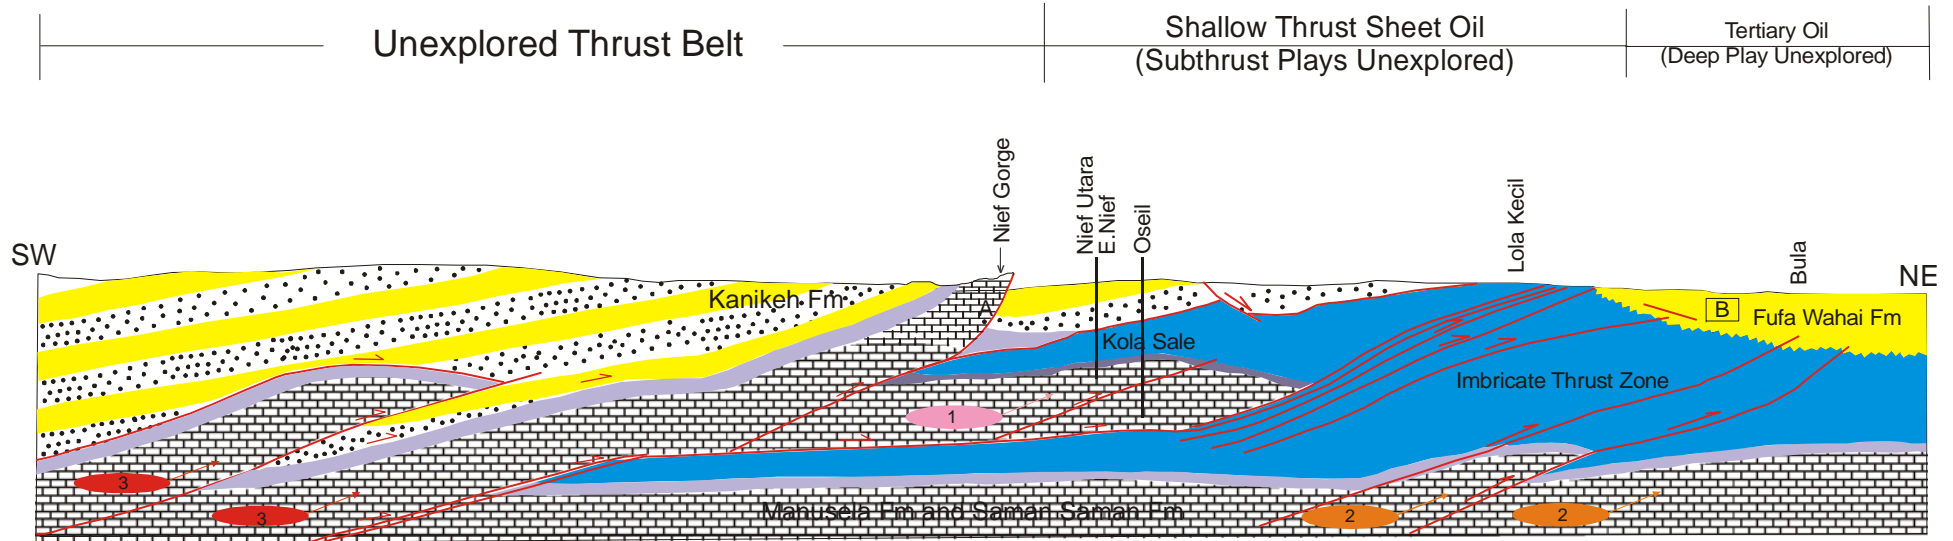 Unexplored Thrust Belt
Shallow Thrust Sheet Oil
(Subthrust Plays Unexplored)
Tertiary Oil
(Deep Play Unexplored)
Nief Gorge
Nief Utara
E.Nief
Oseil
Lola Kecil
Bula
SW
NE
Kanikeh Fm
A
B
Fufa Wahai Fm
Kola Sale
Imbricate Thrust Zone
1
3
3
2
2
Manusela Fm and Saman Saman Fm